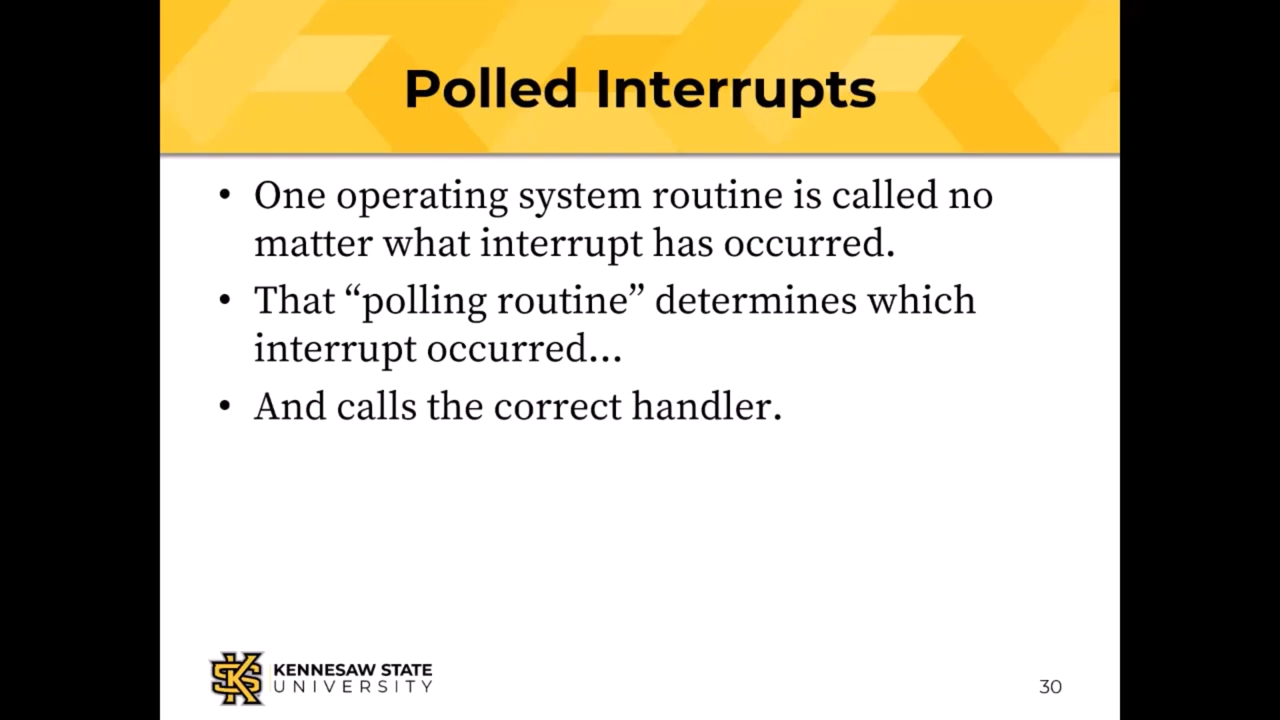 Polled Interrupts
• One operating system routine is called no
matter what interrupt has occurred.
• That “polling routine” determines which
interrupt occurred…
• And calls the correct handler.
KENNESAW STATE
UNIVERSITY
30